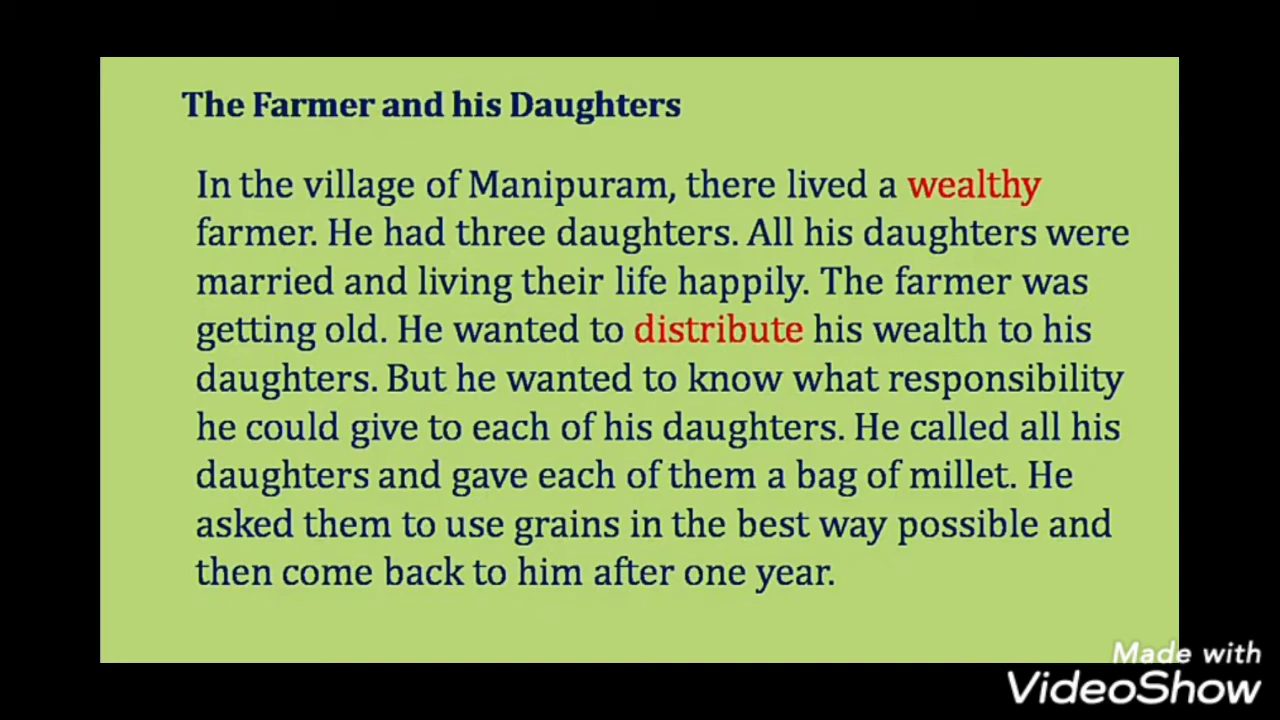 The Farmer and his Daughters
In the village of Manipuram, there lived a wealthy
farmer. He had three daughters. All his daughters were
married and living their life happily. The farmer was
getting old. He wanted to distribute his wealth to his
daughters. But he wanted to know what responsibility
he could give to each of his daughters. He called all his
daughters and gave each of them a bag of millet. He
asked them to use grains in the best way possible and
then come back to him after one year.
Made with
VideoShow